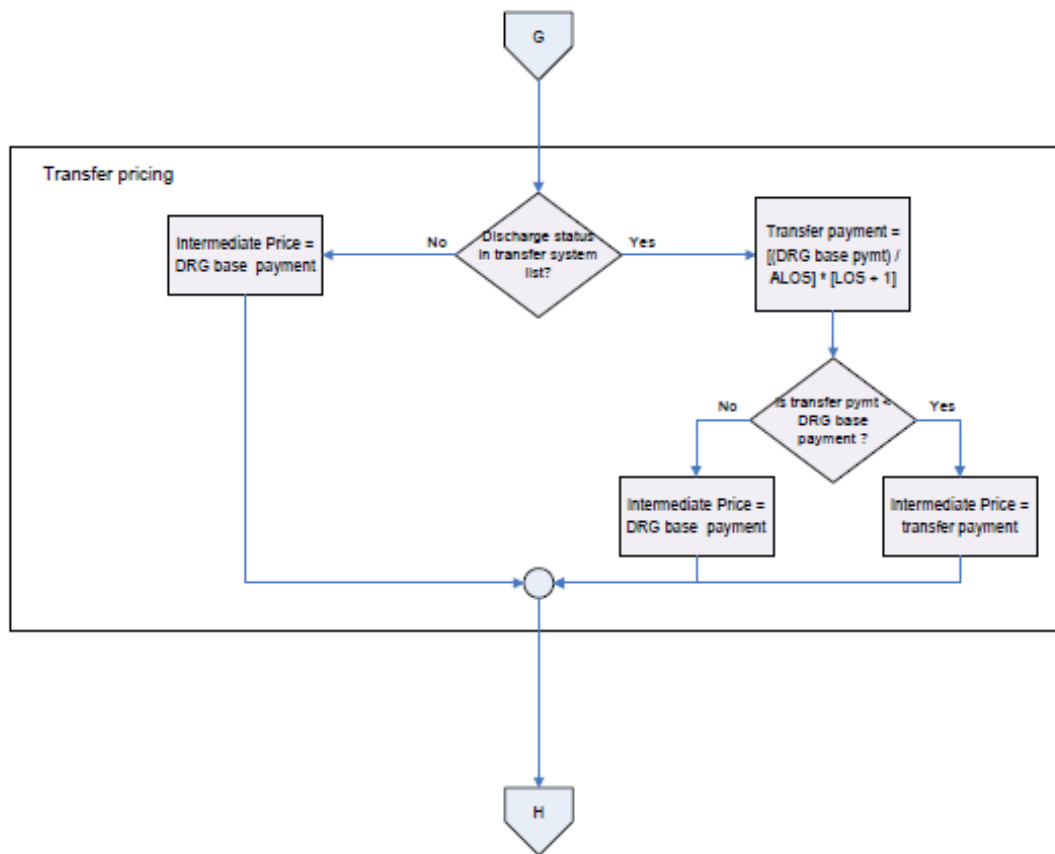 G
Transfer pricing
Intermediate Price =
DRG base payment
No
Discharge status
in transfer system
list?
Yes
Transfer payment =
[(DRG base pymt) /
ALOS] * [LOS + 1]
No
Is transfer pymt <
DRG base
payment ?
Yes
Intermediate Price =
DRG base payment
Intermediate Price =
transfer payment
H